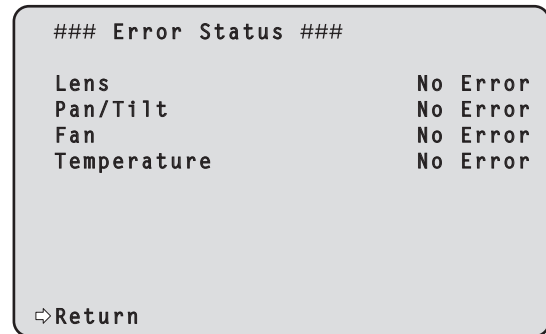 ### Error Status ###
Lens No Error
Pan/Tilt No Error
Fan No Error
Temperature No Error
⇨Return